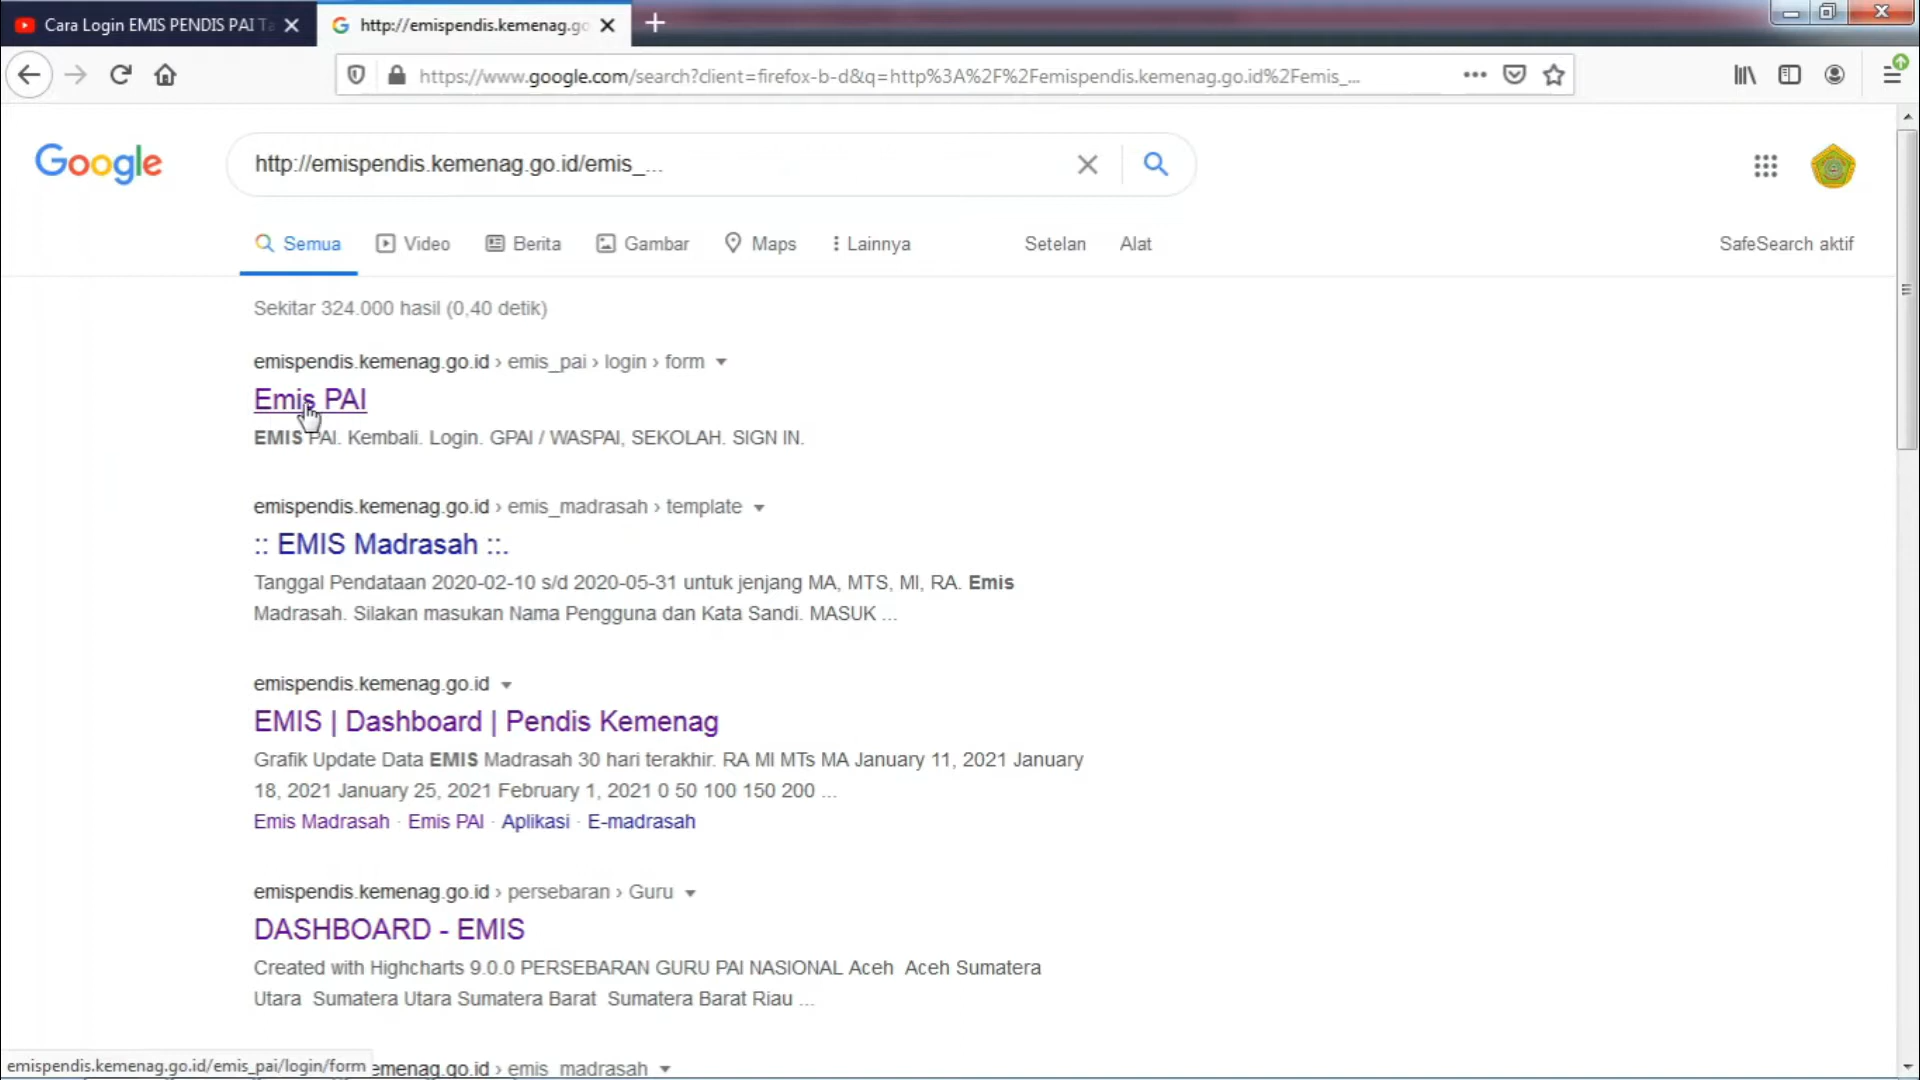 Cara Login EMIS PENDIS PAI Ta
http://emispendis.kemenag.go
https://www.google.com/search?client=firefox-b-d&q=http%3A%2F%2Femispendis.kemenag.go.id%2Femis_...
Google
http://emispendis.kemenag.go.id/emis_...
Semua
Video
Berita
Gambar
Maps
Lainnya
Setelan
Alat
SafeSearch aktif
Sekitar 324.000 hasil (0,40 detik)
emispendis.kemenag.go.id › emis_pai › login › form
Emis PAI
EMIS PAI. Kembali. Login. GPAI / WASPAI, SEKOLAH. SIGN IN.
emispendis.kemenag.go.id › emis_madrasah › template
:: EMIS Madrasah ::.
Tanggal Pendataan 2020-02-10 s/d 2020-05-31 untuk jenjang MA, MTS, MI, RA. Emis
Madrasah. Silakan masukan Nama Pengguna dan Kata Sandi. MASUK ...
emispendis.kemenag.go.id
EMIS | Dashboard | Pendis Kemenag
Grafik Update Data EMIS Madrasah 30 hari terakhir. RA MI MTs MA January 11, 2021 January
18, 2021 January 25, 2021 February 1, 2021 0 50 100 150 200 ...
Emis Madrasah · Emis PAI · Aplikasi · E-madrasah
emispendis.kemenag.go.id › persebaran › Guru
DASHBOARD - EMIS
Created with Highcharts 9.0.0 PERSEBARAN GURU PAI NASIONAL Aceh Aceh Sumatera
Utara Sumatera Utara Sumatera Barat Sumatera Barat Riau ...
emispendis.kemenag.go.id/emis_pai/login/form
emenag.go.id › emis_madrasah